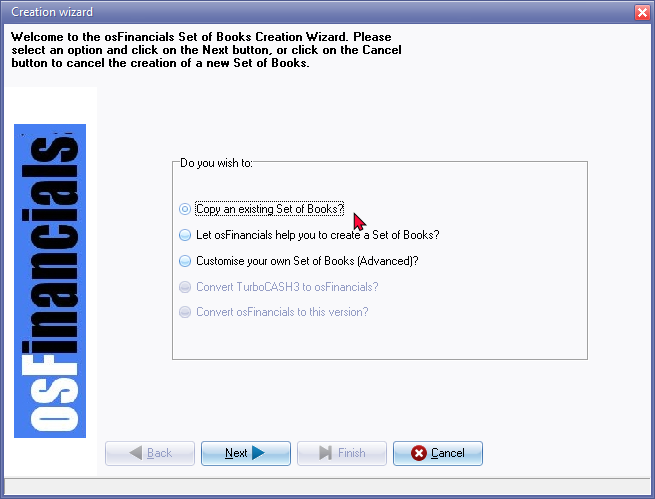 Creation wizard
Welcome to the osFinancials Set of Books Creation Wizard. Please
select an option and click on the Next button, or click on the Cancel
button to cancel the creation of a new Set of Books.
osFinancials
Do you wish to:
Copy an existing Set of Books?
Let osFinancials help you to create a Set of Books?
Customise your own Set of Books (Advanced)?
Convert TurboCASH3 to osFinancials?
Convert osFinancials to this version?
Back
Next
Finish
Cancel